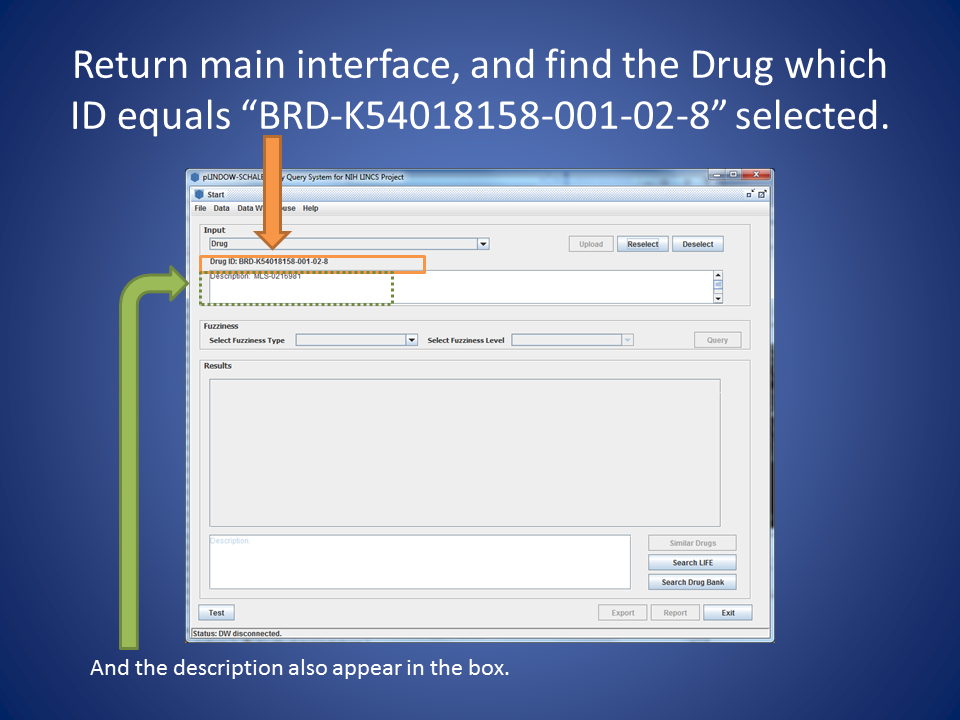 Return main interface, and find the Drug which
ID equals “BRD-K54018158-001-02-8” selected.
pLINDOW-SCHALE y Query System for NIH LINCS Project
Start
File Data Data W use Help
Input
Drug
Upload Reselect Deselect
Drug ID: BRD-K54018158-001-02-8
Description: MLS-0216981
Fuzziness
Select Fuzziness Type Select Fuzziness Level Query
Results
Description:
Similar Drugs
Search LIFE
Search Drug Bank
Test Export Report Exit
Status: DW disconnected.
And the description also appear in the box.